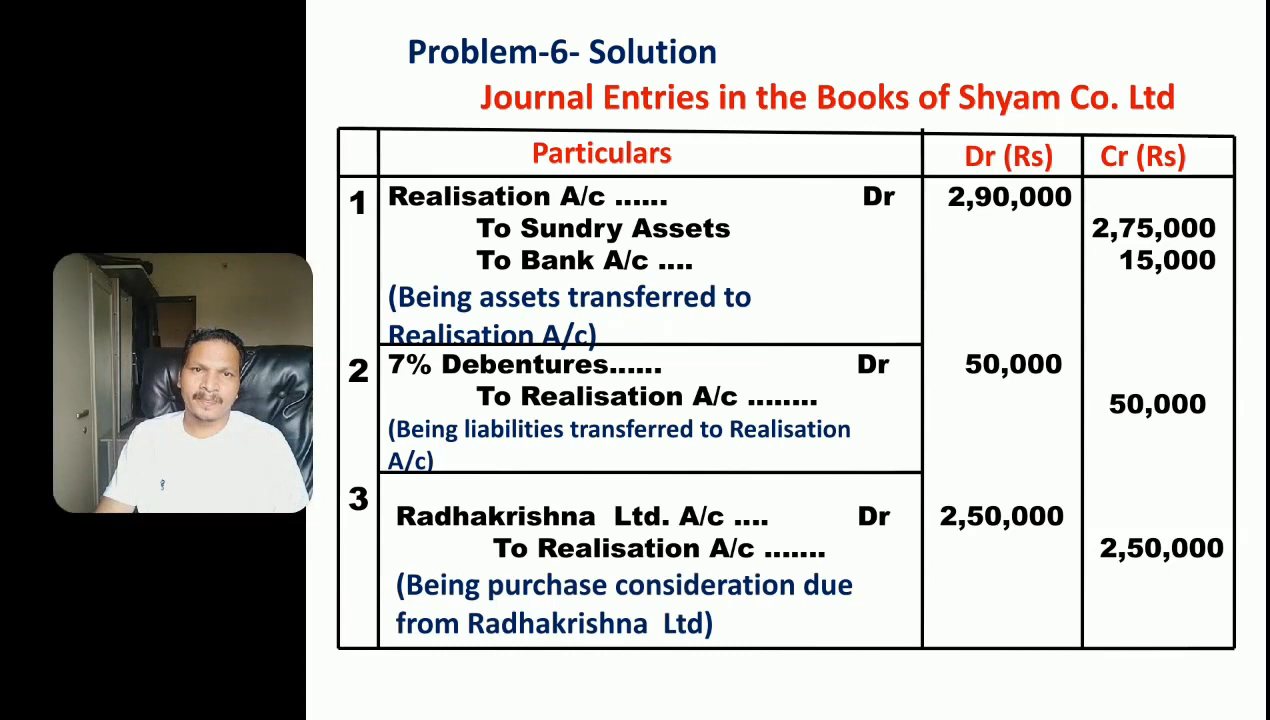 Problem-6- Solution
Journal Entries in the Books of Shyam Co. Ltd
Particulars Dr (Rs) Cr (Rs)
1 Realisation A/c ...... Dr 2,90,000
To Sundry Assets 2,75,000
To Bank A/c .... 15,000
(Being assets transferred to
Realisation A/c)
2 7% Debentures...... Dr 50,000
To Realisation A/c ........ 50,000
(Being liabilities transferred to Realisation
A/c)
3
Radhakrishna Ltd. A/c .... Dr 2,50,000
To Realisation A/c ....... 2,50,000
(Being purchase consideration due
from Radhakrishna Ltd)